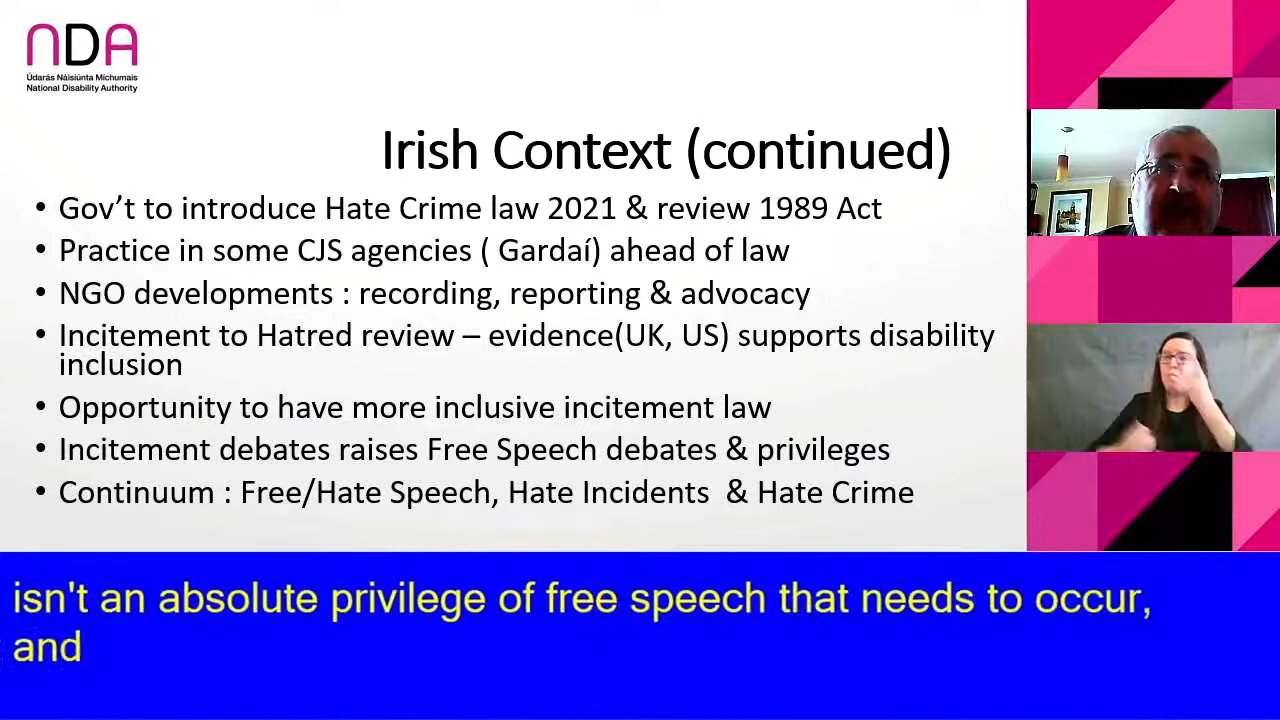 NDA
Údarás Náisiúnta Míchumais
National Disability Authority
Irish Context (continued)
• Gov’t to introduce Hate Crime law 2021 & review 1989 Act
• Practice in some CJS agencies ( Gardaí) ahead of law
• NGO developments : recording, reporting & advocacy
• Incitement to Hatred review – evidence(UK, US) supports disability
inclusion
• Opportunity to have more inclusive incitement law
• Incitement debates raises Free Speech debates & privileges
• Continuum : Free/Hate Speech, Hate Incidents & Hate Crime
isn't an absolute privilege of free speech that needs to occur,
and